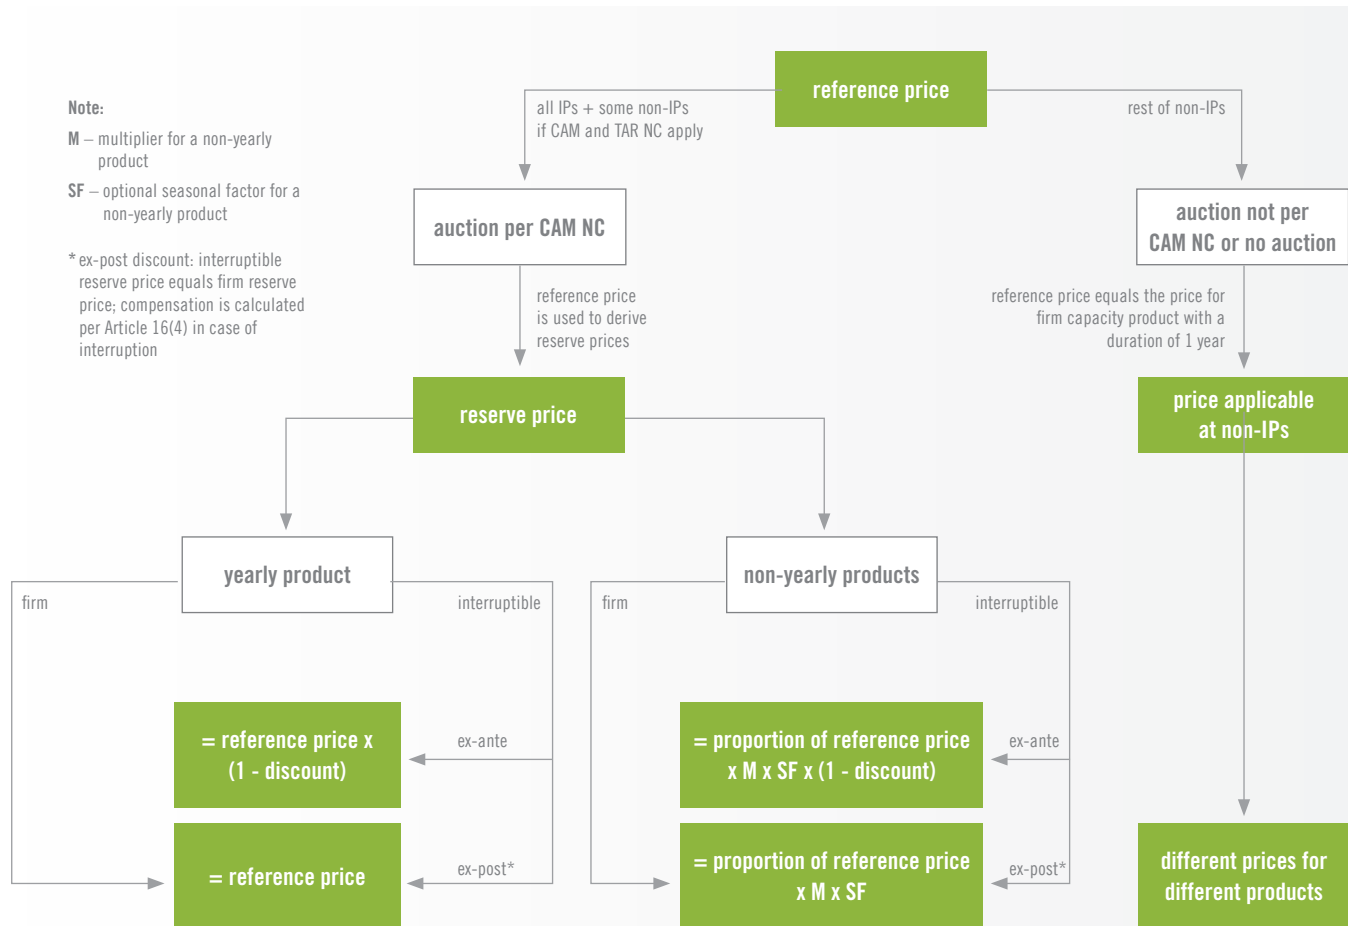 reference price
Note:
M – multiplier for a non-yearly
product
SF – optional seasonal factor for a
non-yearly product
* ex-post discount: interruptible
reserve price equals firm reserve
price; compensation is calculated
per Article 16(4) in case of
interruption
all IPs + some non-IPs
if CAM and TAR NC apply
rest of non-IPs
auction per CAM NC
auction not per
CAM NC or no auction
reference price
is used to derive
reserve prices
reference price equals the price for
firm capacity product with a
duration of 1 year
reserve price
price applicable
at non-IPs
yearly product
non-yearly products
firm
interruptible
firm
interruptible
= reference price x
(1 - discount)
ex-ante
= proportion of reference price
x M x SF x (1 - discount)
ex-ante
= reference price
ex-post*
= proportion of reference price
x M x SF
ex-post*
different prices for
different products